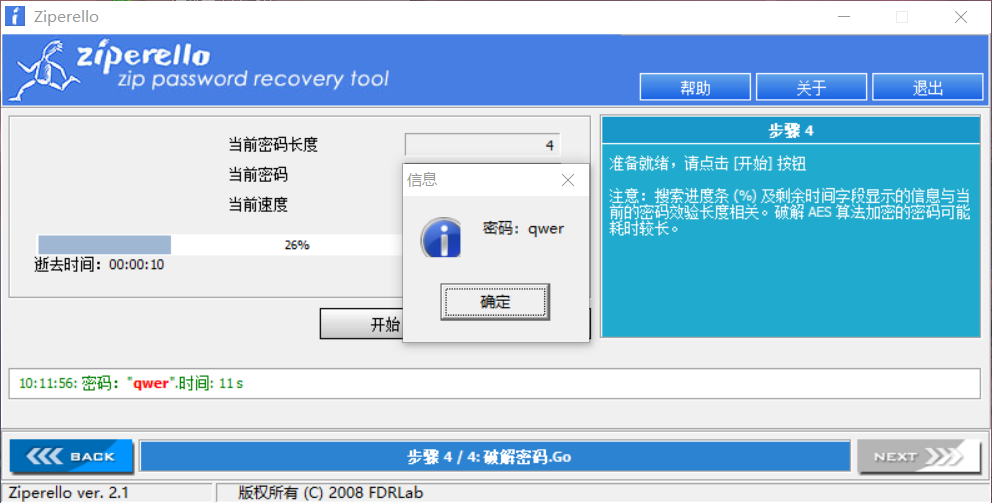 Ziperello
ziperello
zip password recovery tool
帮助
关于
退出
当前密码长度
4
当前密码
当前速度
26%
逝去时间：00:00:10
开始
信息
密码：qwer
确定
步骤 4
准备就绪，请点击 [开始] 按钮
注意：搜索进度条 (%) 及剩余时间字段显示的信息与当
前的密码效验长度相关。破解 AES 算法加密的密码可能
耗时较长。
10:11:56: 密码："qwer".时间: 11 s
BACK
步骤 4 / 4: 破解密码.Go
NEXT
Ziperello ver. 2.1
版权所有 (C) 2008 FDRLab